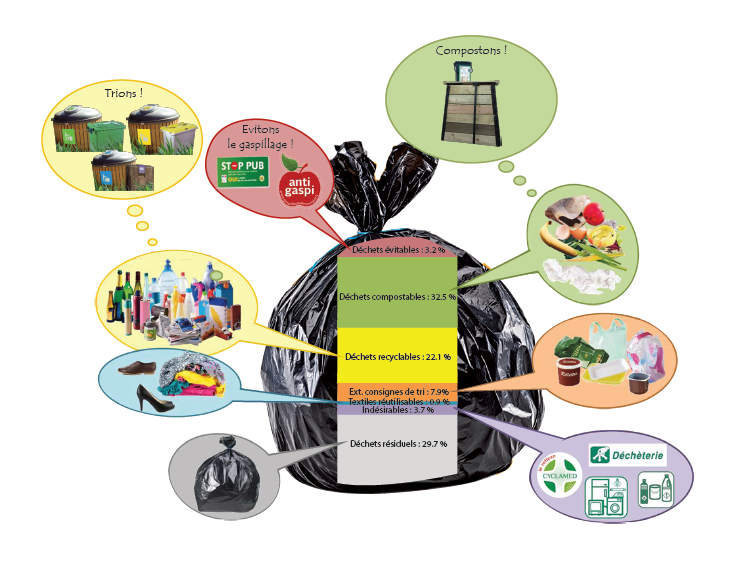 Compostons !
Trions !
Evitons
le gaspillage !
STOP PUB
anti
gaspi
Déchets évitables : 3.2 %
Déchets compostables : 32.5 %
Déchets recyclables : 22.1 %
Ext. consignes de tri : 7.9%
Textiles réutilisables : 0.9 %
Indésirables : 3.7 %
Déchets résiduels : 29.7 %
Déchèterie
le réflexe
CYCLAMED